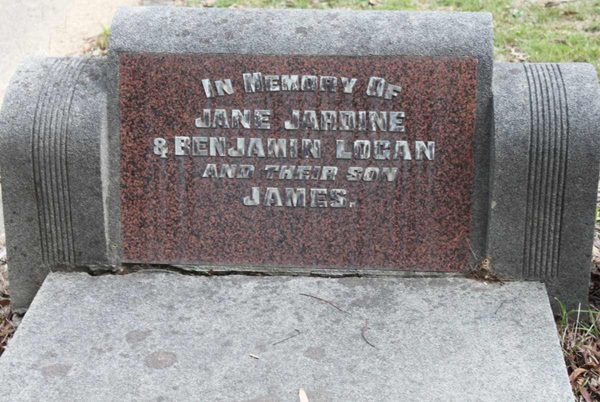 IN MEMORY OF
JANE JARDINE
& BENJAMIN LOGAN
AND THEIR SON
JAMES.